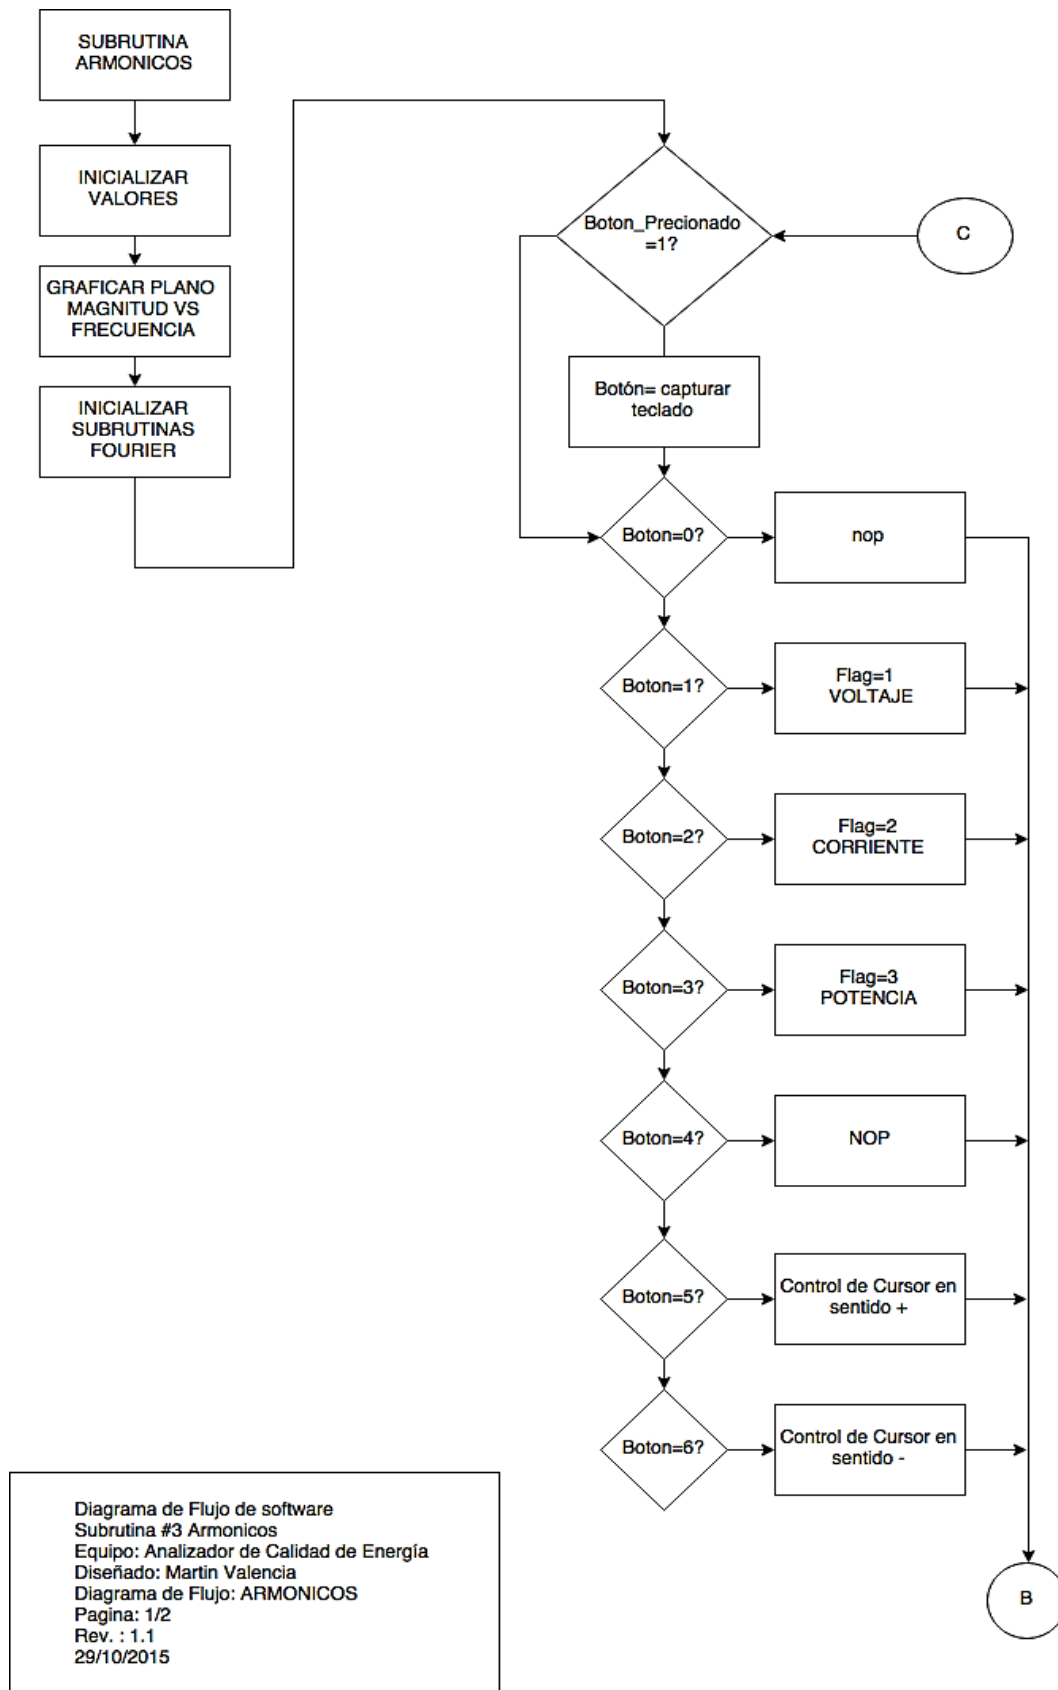 SUBRUTINA
ARMONICOS
INICIALIZAR
VALORES
GRAFICAR PLANO
MAGNITUD VS
FRECUENCIA
INICIALIZAR
SUBRUTINAS
FOURIER
Boton_Precionado
=1?
C
Botón= capturar
teclado
Boton=0?
nop
Boton=1?
Flag=1
VOLTAJE
Boton=2?
Flag=2
CORRIENTE
Boton=3?
Flag=3
POTENCIA
Boton=4?
NOP
Boton=5?
Control de Cursor en
sentido +
Boton=6?
Control de Cursor en
sentido -
B
Diagrama de Flujo de software
Subrutina #3 Armonicos
Equipo: Analizador de Calidad de Energía
Diseñado: Martin Valencia
Diagrama de Flujo: ARMONICOS
Pagina: 1/2
Rev. : 1.1
29/10/2015